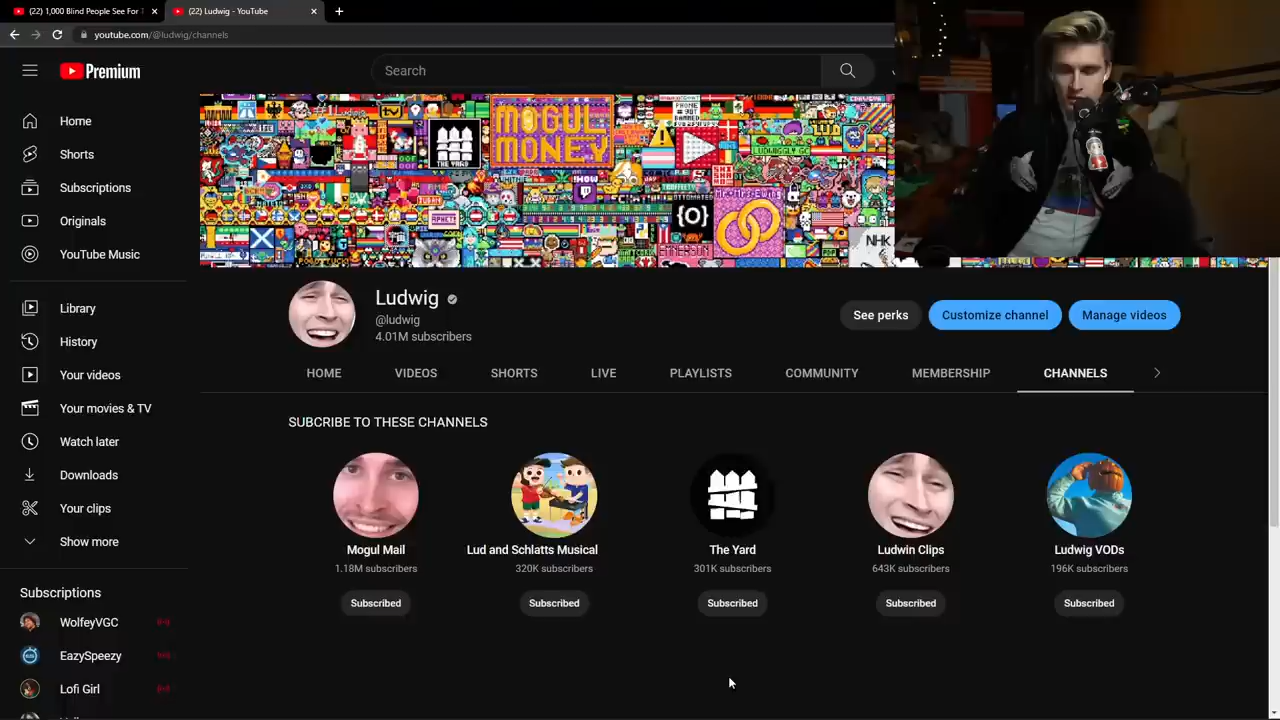 (22) 1,000 Blind People See For T
(22) Ludwig - YouTube
youtube.com/@ludwig/channels
Premium
Search
Home
Shorts
Subscriptions
Originals
YouTube Music
Library
History
Your videos
Your movies & TV
Watch later
Downloads
Your clips
Show more
Subscriptions
WolfeyVGC
EazySpeezy
Lofi Girl
THE YARD
MOGUL
MONEY
NHK
Ludwig
@ludwig
4.01M subscribers
See perks
Customize channel
Manage videos
HOME
VIDEOS
SHORTS
LIVE
PLAYLISTS
COMMUNITY
MEMBERSHIP
CHANNELS
SUBCRIBE TO THESE CHANNELS
Mogul Mail
1.18M subscribers
Subscribed
Lud and Schlatts Musical
320K subscribers
Subscribed
The Yard
301K subscribers
Subscribed
Ludwin Clips
643K subscribers
Subscribed
Ludwig VODs
196K subscribers
Subscribed